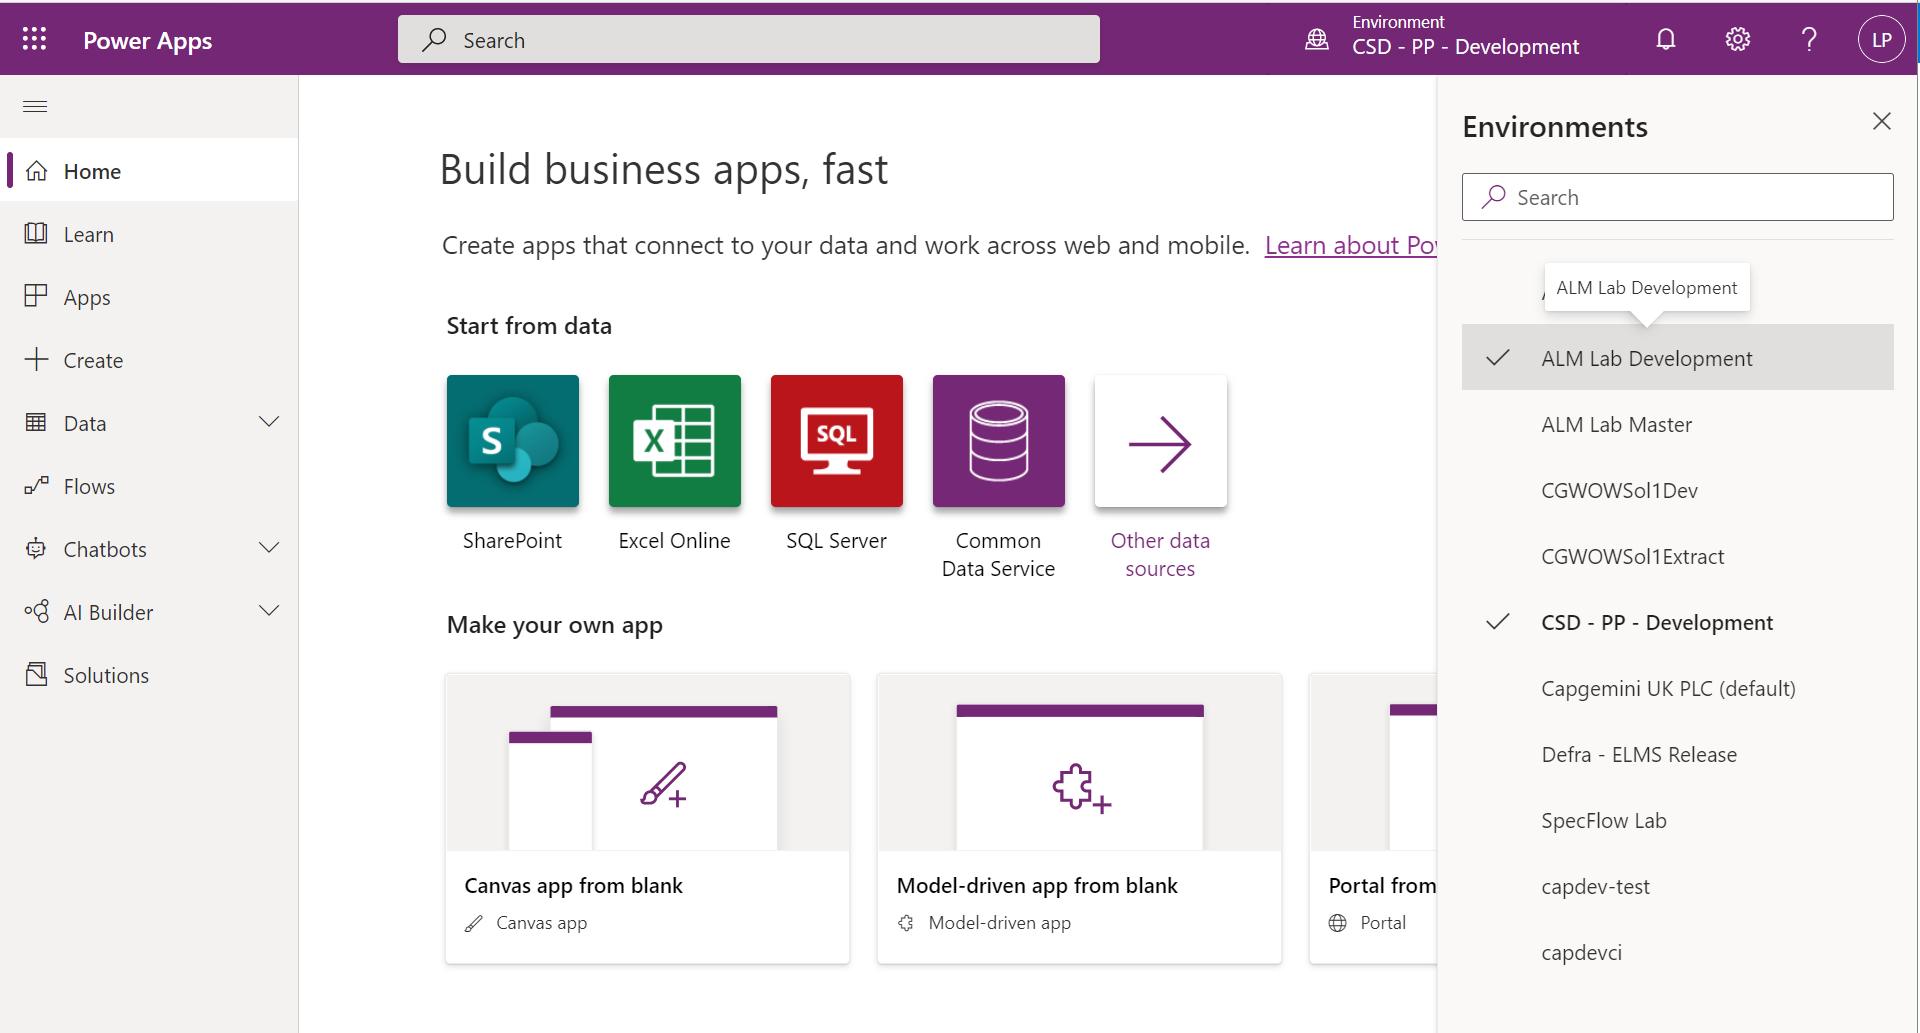 Power Apps
Search
Environment
CSD - PP - Development
LP
Home
Learn
Apps
Create
Data
Flows
Chatbots
AI Builder
Solutions
Build business apps, fast
Create apps that connect to your data and work across web and mobile. Learn about
Start from data
S
X
SQL
SharePoint
Excel Online
SQL Server
Common
Data Service
Other data
sources
Make your own app
Canvas app from blank
Canvas app
Model-driven app from blank
Model-driven app
Portal from
Portal
Environments
Search
ALM Lab Development
ALM Lab Development
ALM Lab Master
CGWOWSol1Dev
CGWOWSol1Extract
CSD - PP - Development
Capgemini UK PLC (default)
Defra - ELMS Release
SpecFlow Lab
capdev-test
capdevci